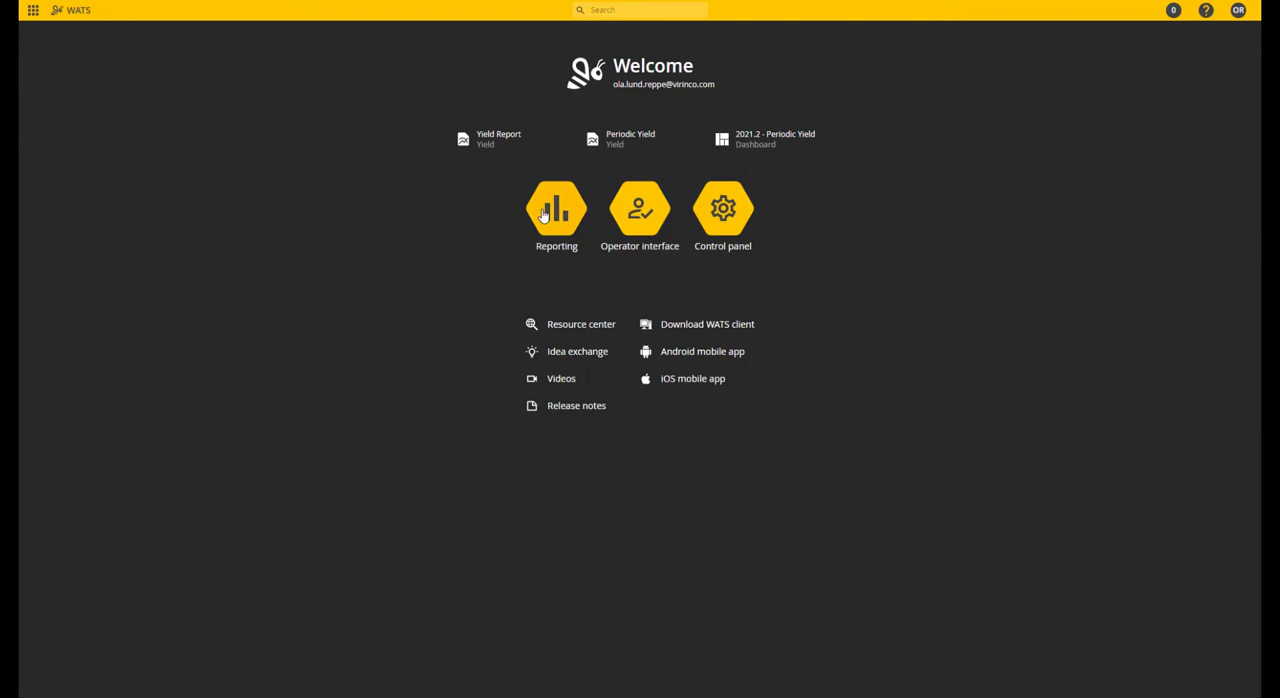 WATS
Search
0
?
OR
Welcome
ola.lund.reppe@virinco.com
Yield Report
Yield
Periodic Yield
Yield
2021.2 - Periodic Yield
Dashboard
Reporting
Operator interface
Control panel
Resource center
Download WATS client
Idea exchange
Android mobile app
Videos
iOS mobile app
Release notes